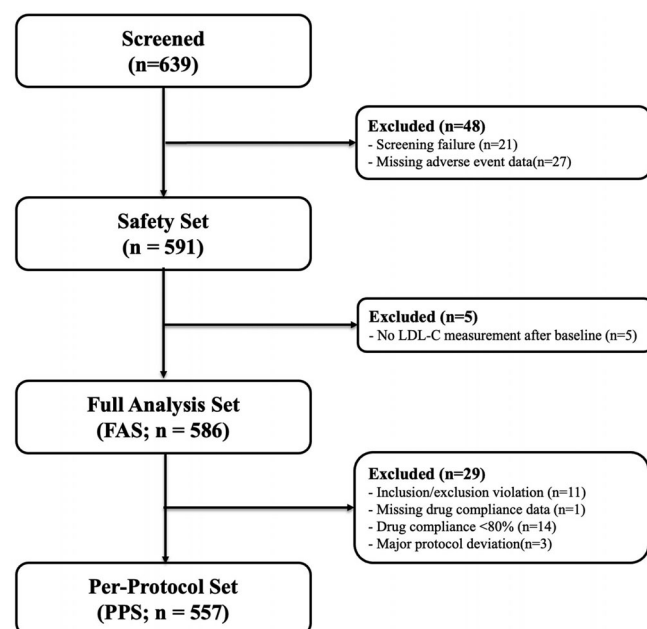 Screened
(n=639)
Excluded (n=48)
- Screening failure (n=21)
- Missing adverse event data(n=27)
Safety Set
(n = 591)
Excluded (n=5)
- No LDL-C measurement after baseline (n=5)
Full Analysis Set
(FAS; n = 586)
Excluded (n=29)
- Inclusion/exclusion violation (n=11)
- Missing drug compliance data (n=1)
- Drug compliance <80% (n=14)
- Major protocol deviation(n=3)
Per-Protocol Set
(PPS; n = 557)